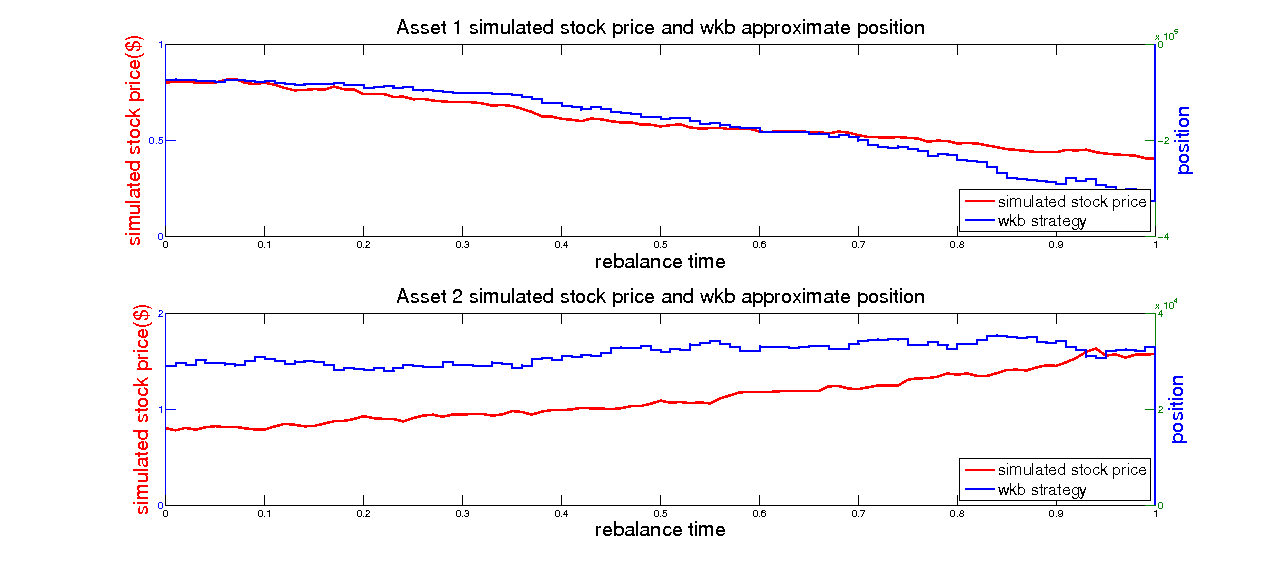 Asset 1 simulated stock price and wkb approximate position
x 10^5
1
0.5
0
0
-2
-4
simulated stock price($)
position
simulated stock price
wkb strategy
0 0.1 0.2 0.3 0.4 0.5 0.6 0.7 0.8 0.9 1
rebalance time
Asset 2 simulated stock price and wkb approximate position
x 10^4
2
1
0
4
2
0
simulated stock price($)
position
simulated stock price
wkb strategy
0 0.1 0.2 0.3 0.4 0.5 0.6 0.7 0.8 0.9 1
rebalance time